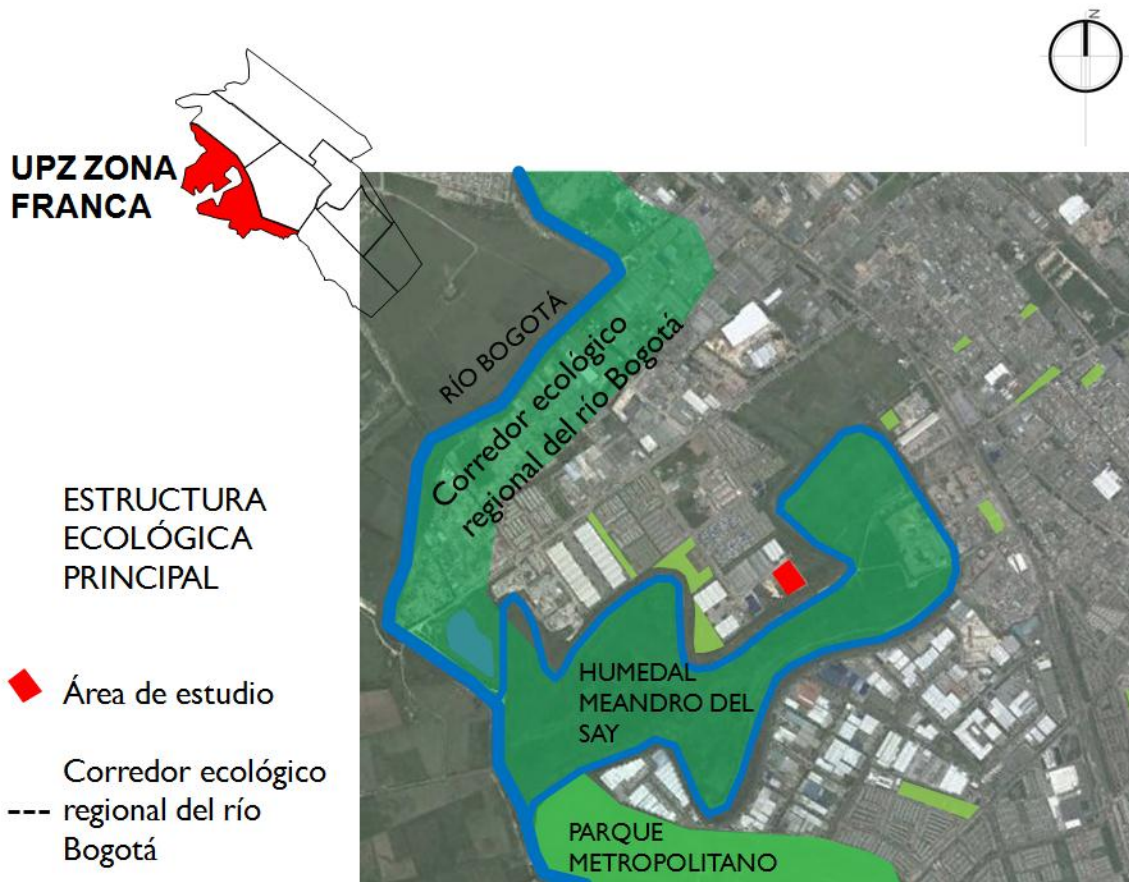 N
UPZ ZONA
FRANCA
RÍO BOGOTÁ
Corredor ecológico
regional del río Bogotá
ESTRUCTURA
ECOLÓGICA
PRINCIPAL
HUMEDAL
MEANDRO DEL
SAY
Área de estudio
Corredor ecológico
regional del río
Bogotá
PARQUE
METROPOLITANO